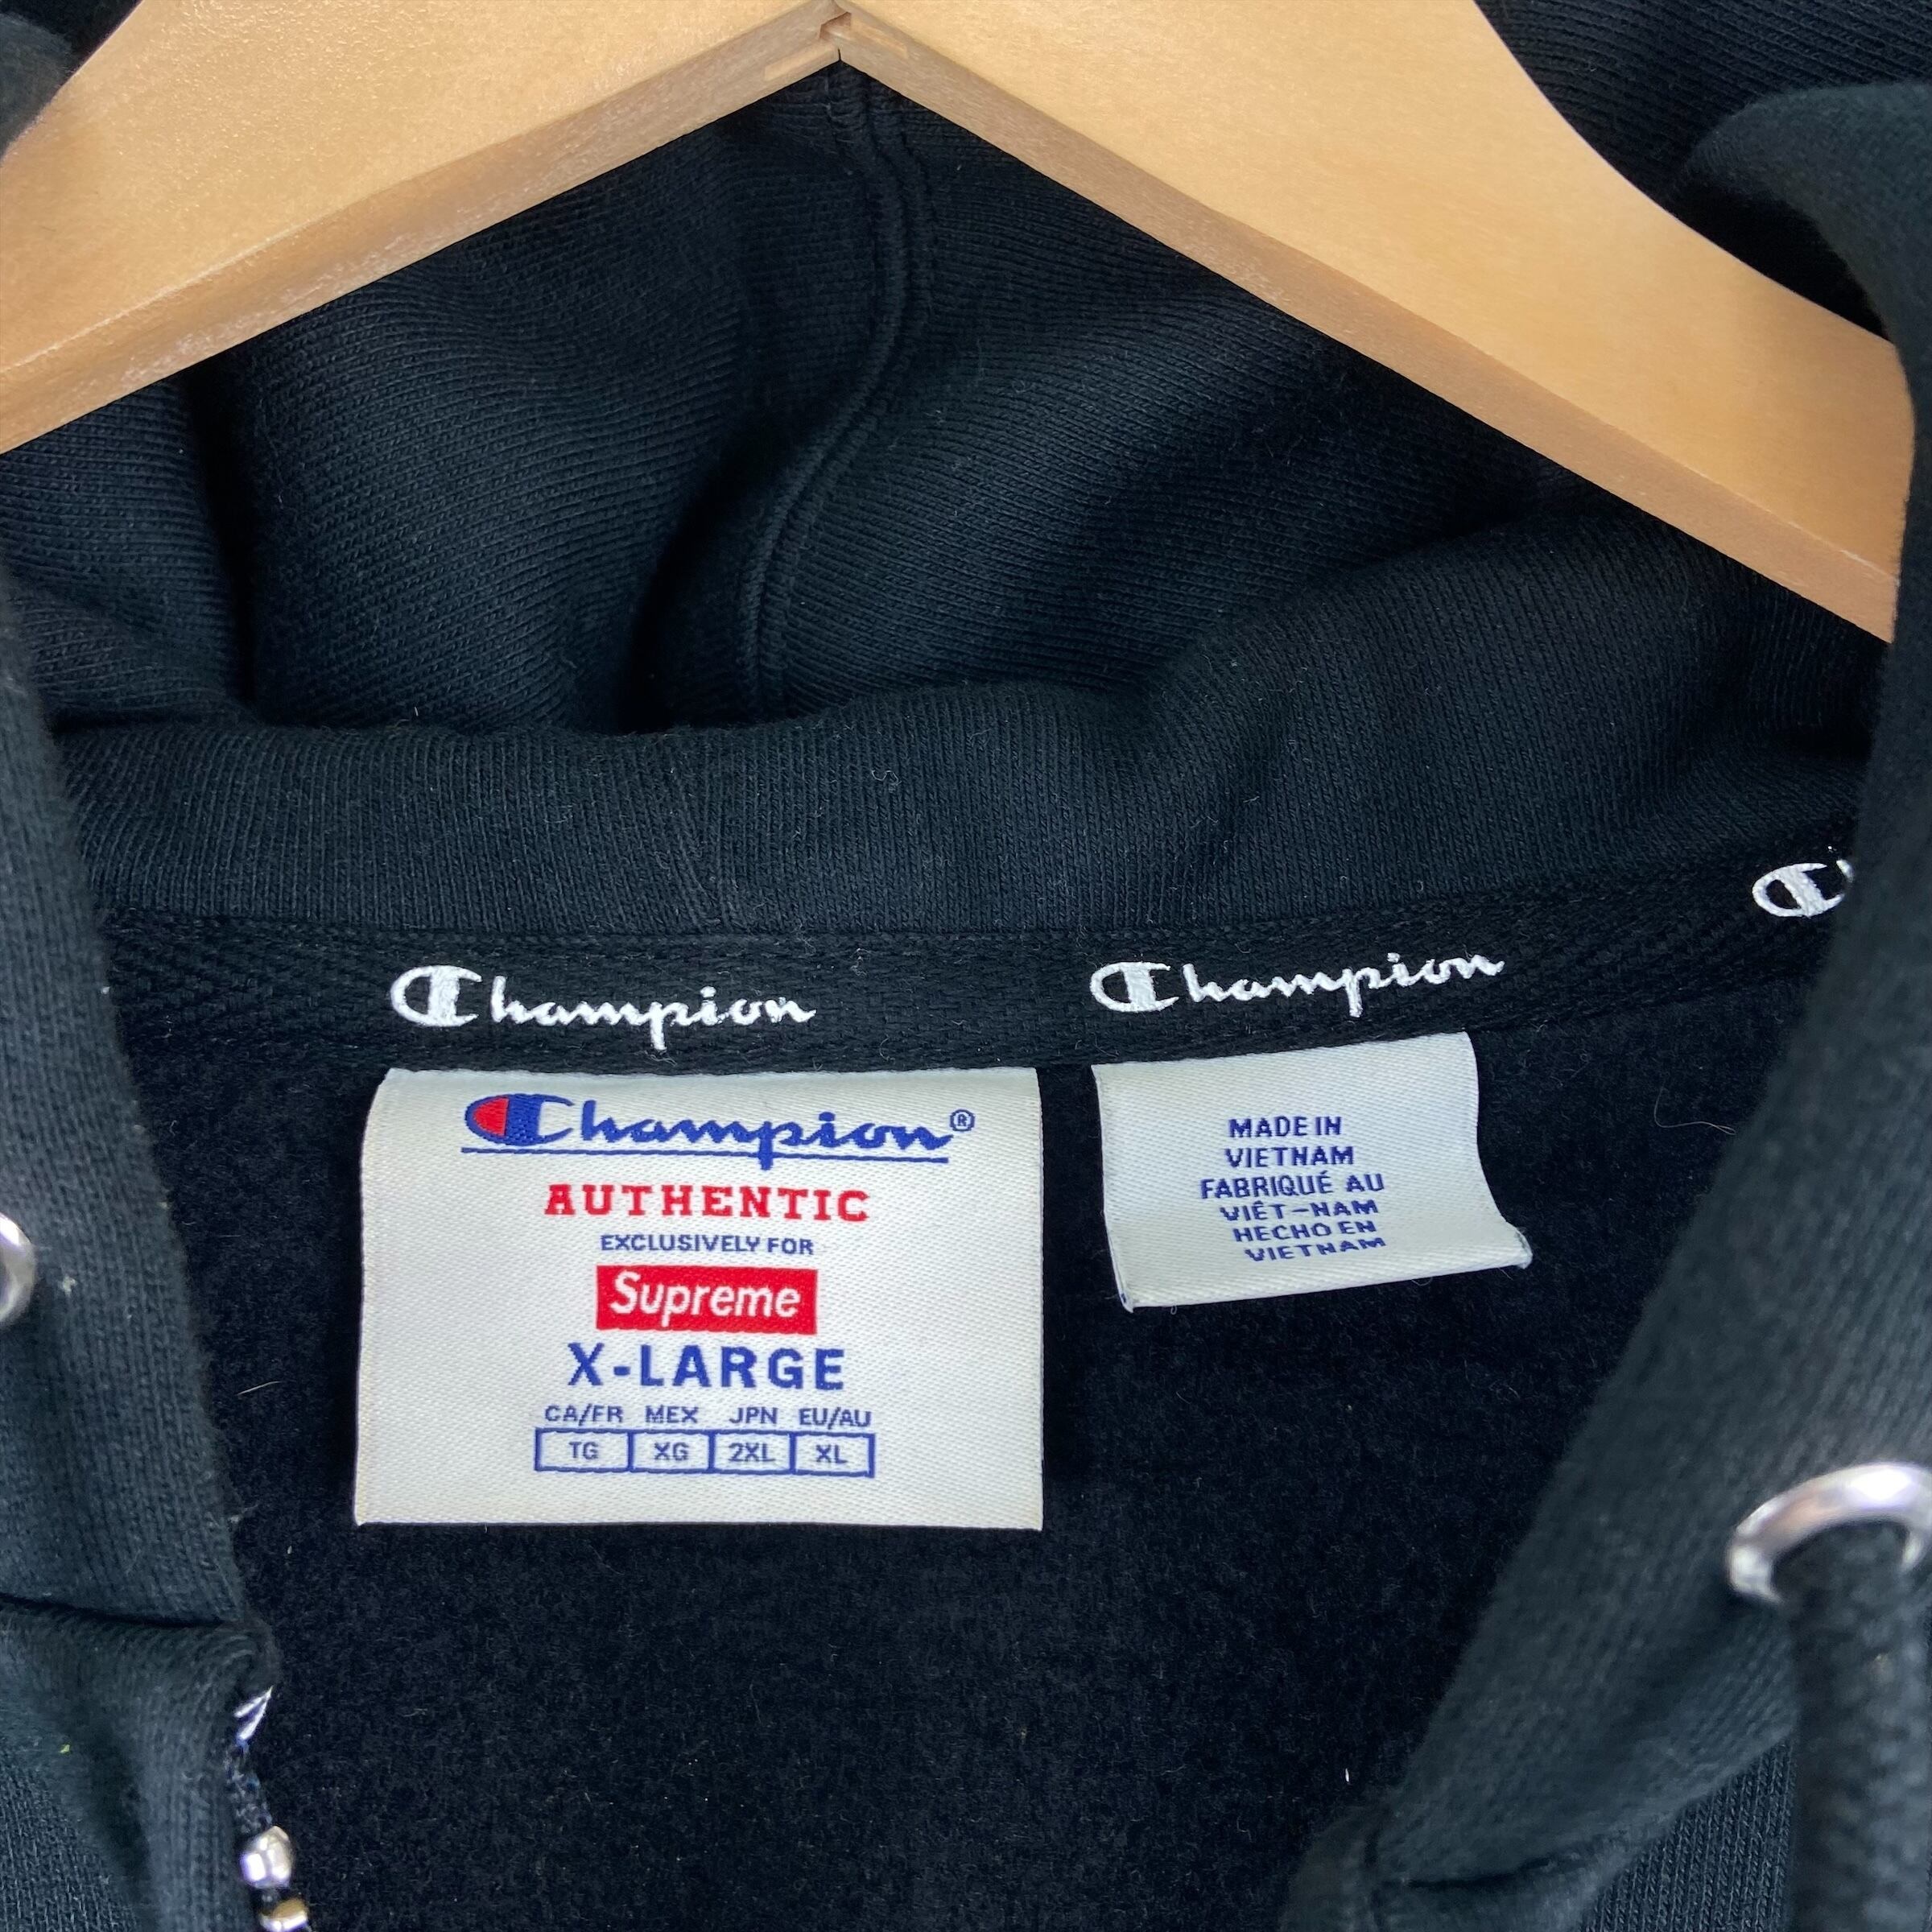 Champion Champion C
Champion®
AUTHENTIC
EXCLUSIVELY FOR
Supreme
X-LARGE
CA/FR MEX JPN EU/AU
TG XG 2XL XL
MADE IN
VIETNAM
FABRIQUÉ AU
VIÊT-NAM
HECHO EN
VIETNAM